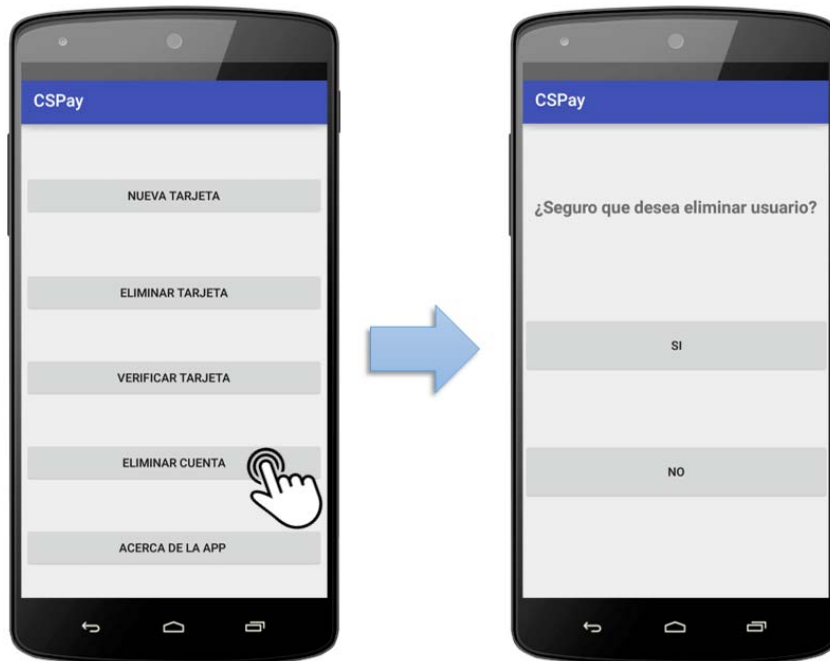 CSPay
NUEVA TARJETA
ELIMINAR TARJETA
VERIFICAR TARJETA
ELIMINAR CUENTA
ACERCA DE LA APP
CSPay
¿Seguro que desea eliminar usuario?
SI
NO